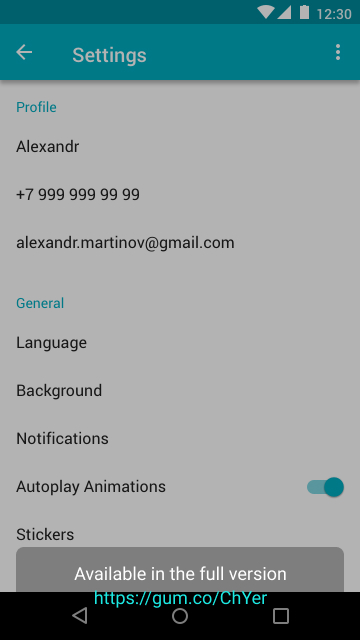 12:30
Settings
Profile
Alexandr
+7 999 999 99 99
alexandr.martinov@gmail.com
General
Language
Background
Notifications
Autoplay Animations
Stickers
Available in the full version
https://gum.co/ChYer